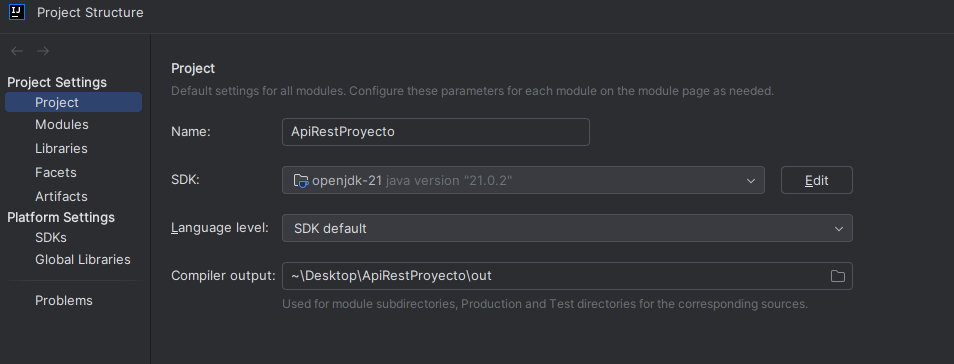 IJ
Project Structure
Project Settings
Project
Modules
Libraries
Facets
Artifacts
Platform Settings
SDKs
Global Libraries
Problems
Project
Default settings for all modules. Configure these parameters for each module on the module page as needed.
Name: ApiRestProyecto
SDK: openjdk-21 java version "21.0.2" Edit
Language level: SDK default
Compiler output: ~\Desktop\ApiRestProyecto\out
Used for module subdirectories, Production and Test directories for the corresponding sources.